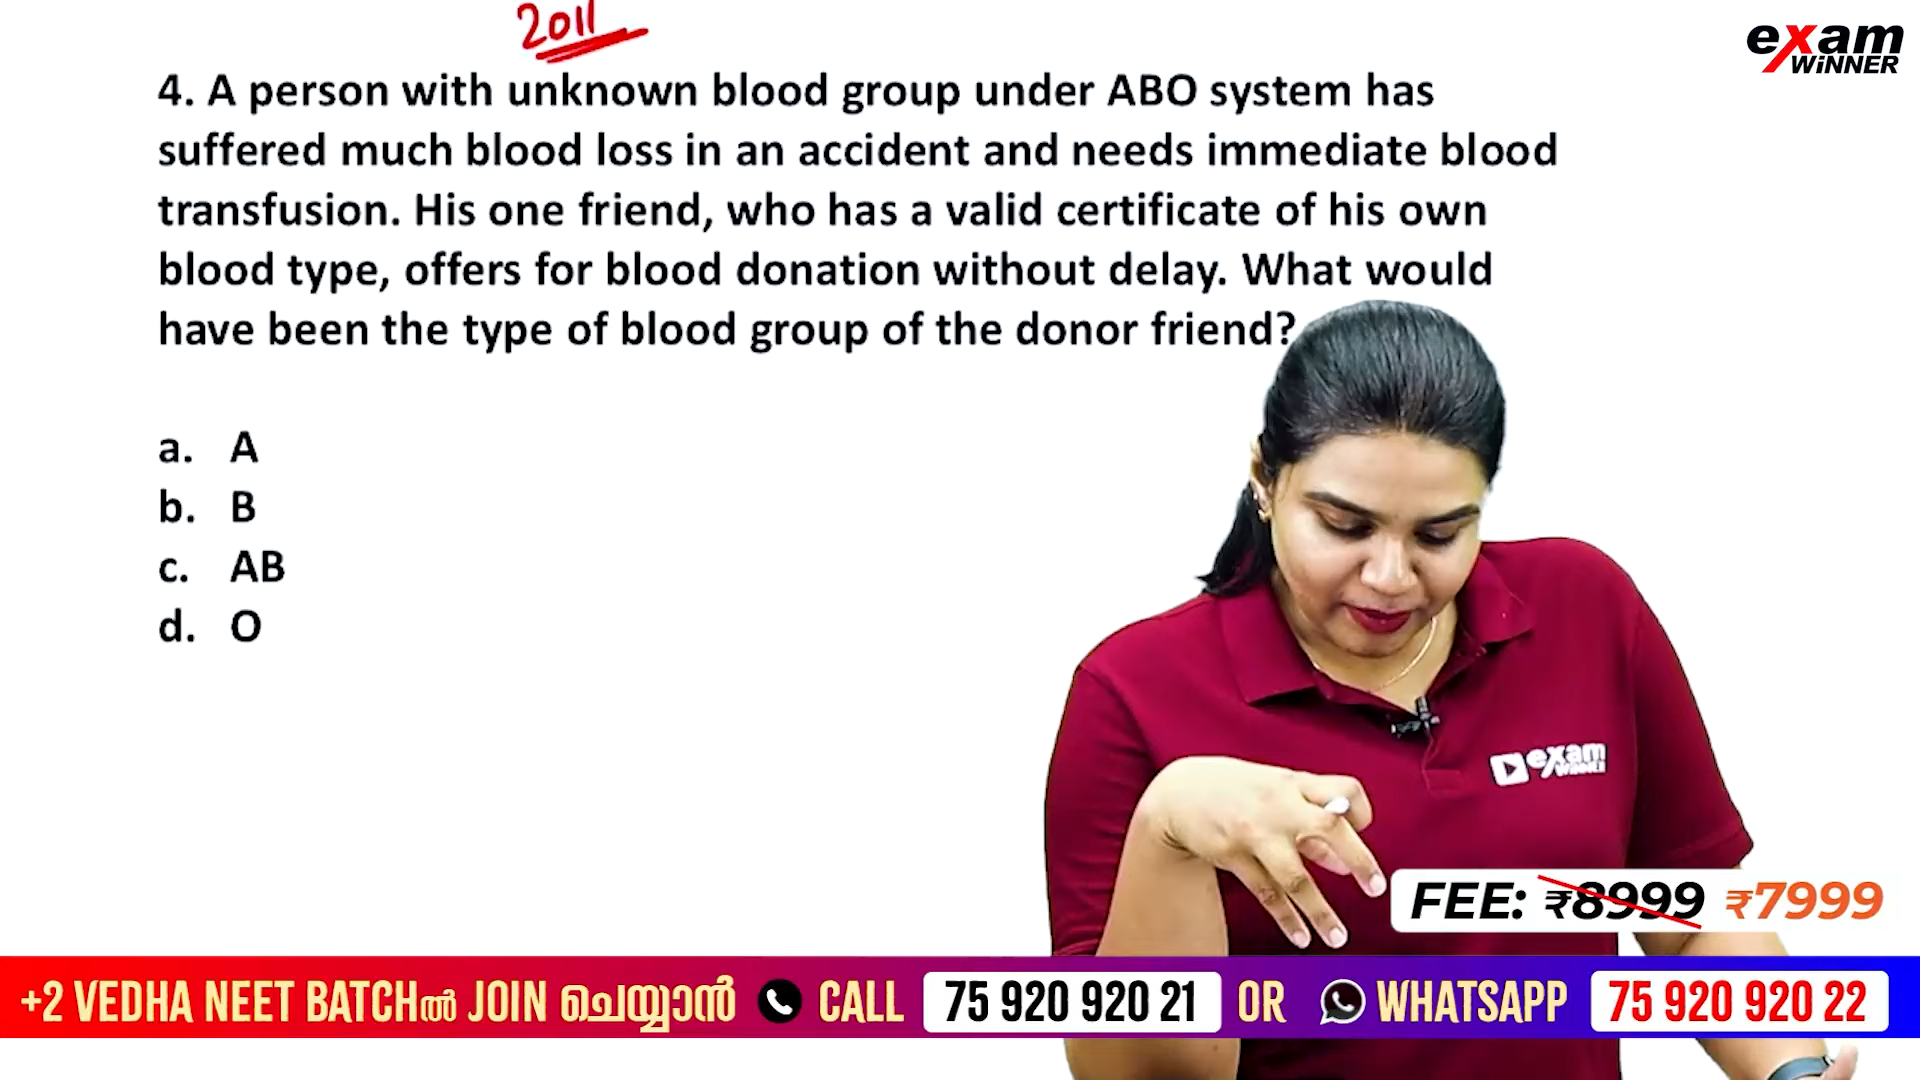 2011
exam
WiNNER
4. A person with unknown blood group under ABO system has
suffered much blood loss in an accident and needs immediate blood
transfusion. His one friend, who has a valid certificate of his own
blood type, offers for blood donation without delay. What would
have been the type of blood group of the donor friend?
a. A
b. B
c. AB
d. O
exam
WiNNER
FEE: ₹8999 ₹7999
+2 VEDHA NEET BATCHൽ JOIN ചെയ്യാൻ CALL 75 920 920 21 OR WHATSAPP 75 920 920 22